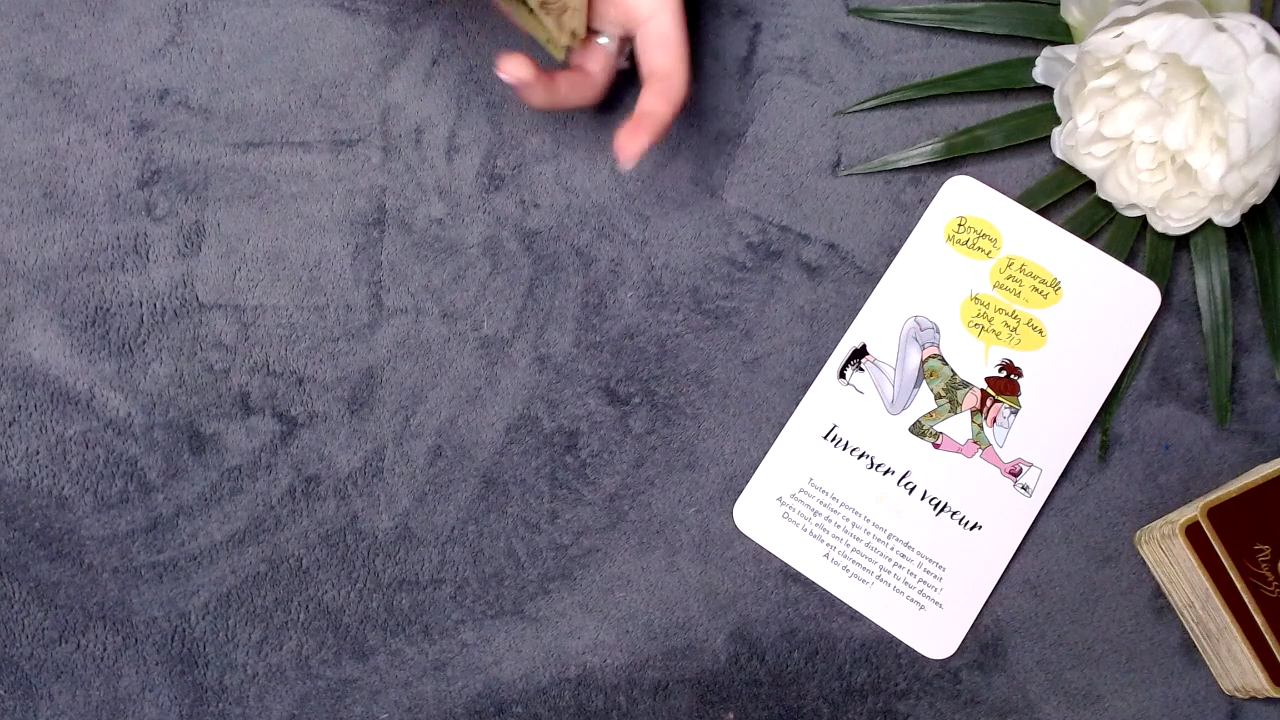 Bonjour,
Madame
Je travaille
sur mes
peurs...
Vous voulez bien
être ma
copine?!?
Inverser la vapeur
Toutes les portes te sont grandes ouvertes
pour réaliser ce qui te tient à cœur. Il serait
dommage de te laisser distraire par tes peurs !
Après tout, elles ont le pouvoir que tu leur donnes.
Donc la balle est clairement dans ton camp.
À toi de jouer !